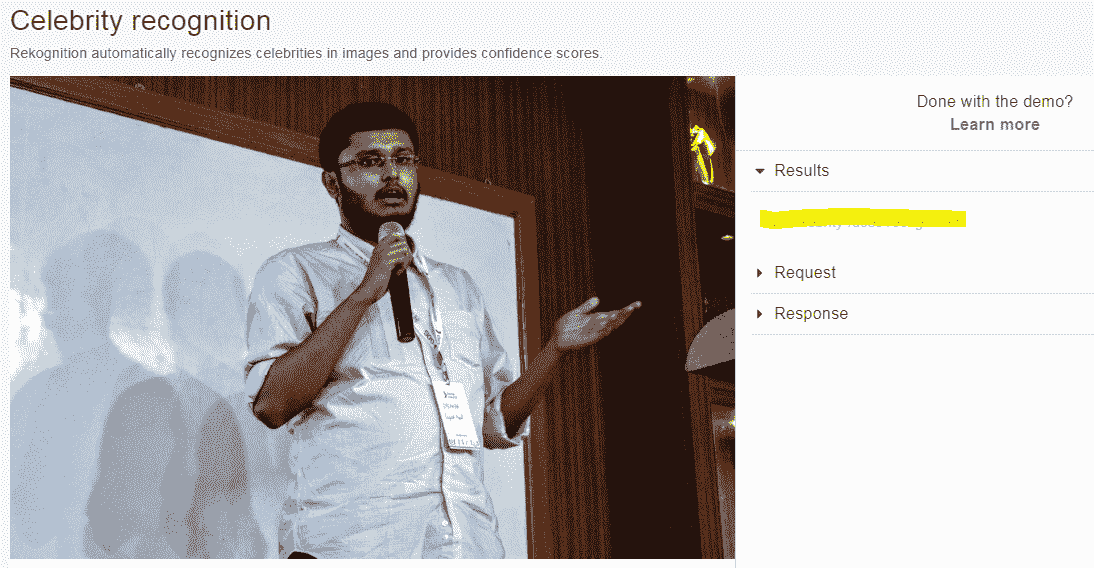 Celebrity recognition
Rekognition automatically recognizes celebrities in images and provides confidence scores.
Done with the demo?
Learn more
Results
Request
Response